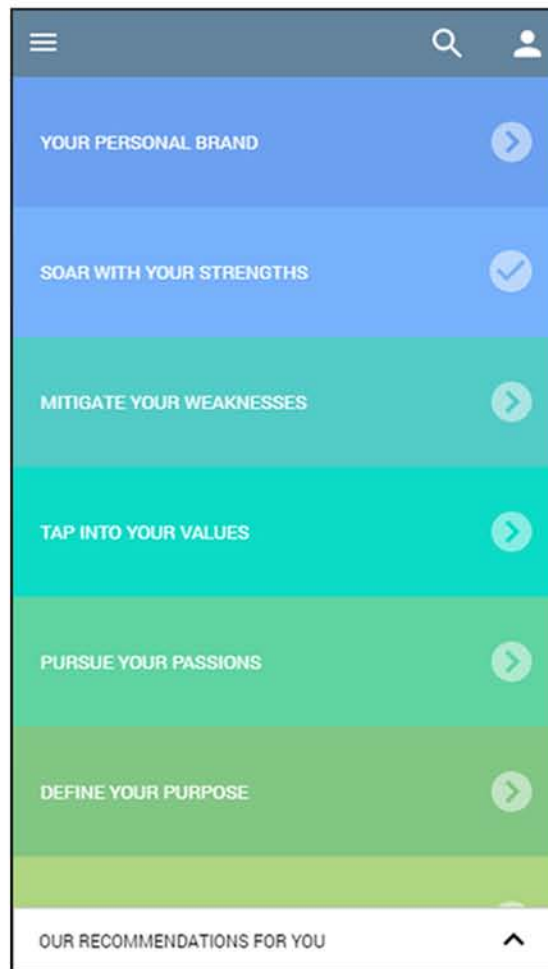 YOUR PERSONAL BRAND
SOAR WITH YOUR STRENGTHS
MITIGATE YOUR WEAKNESSES
TAP INTO YOUR VALUES
PURSUE YOUR PASSIONS
DEFINE YOUR PURPOSE
OUR RECOMMENDATIONS FOR YOU